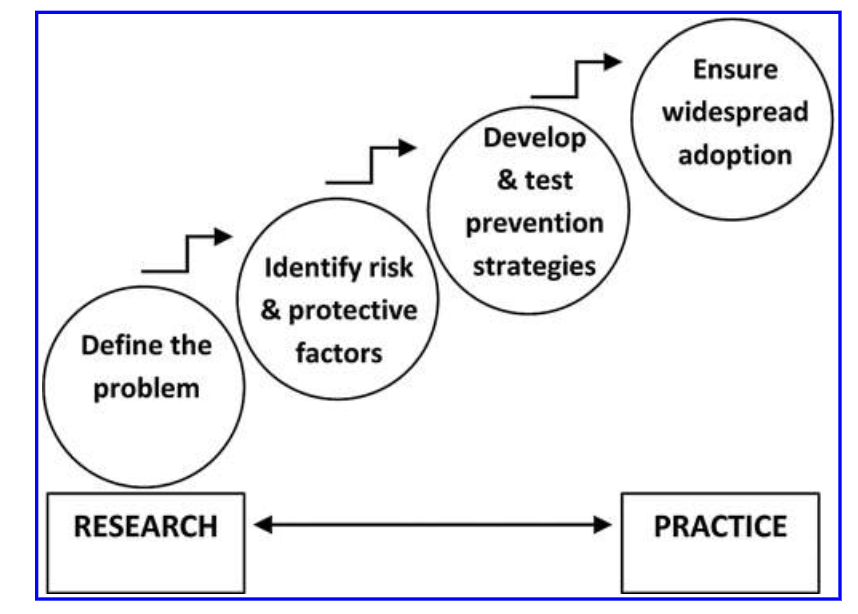 Define the
problem
Identify risk
& protective
factors
Develop
& test
prevention
strategies
Ensure
widespread
adoption
RESEARCH
PRACTICE